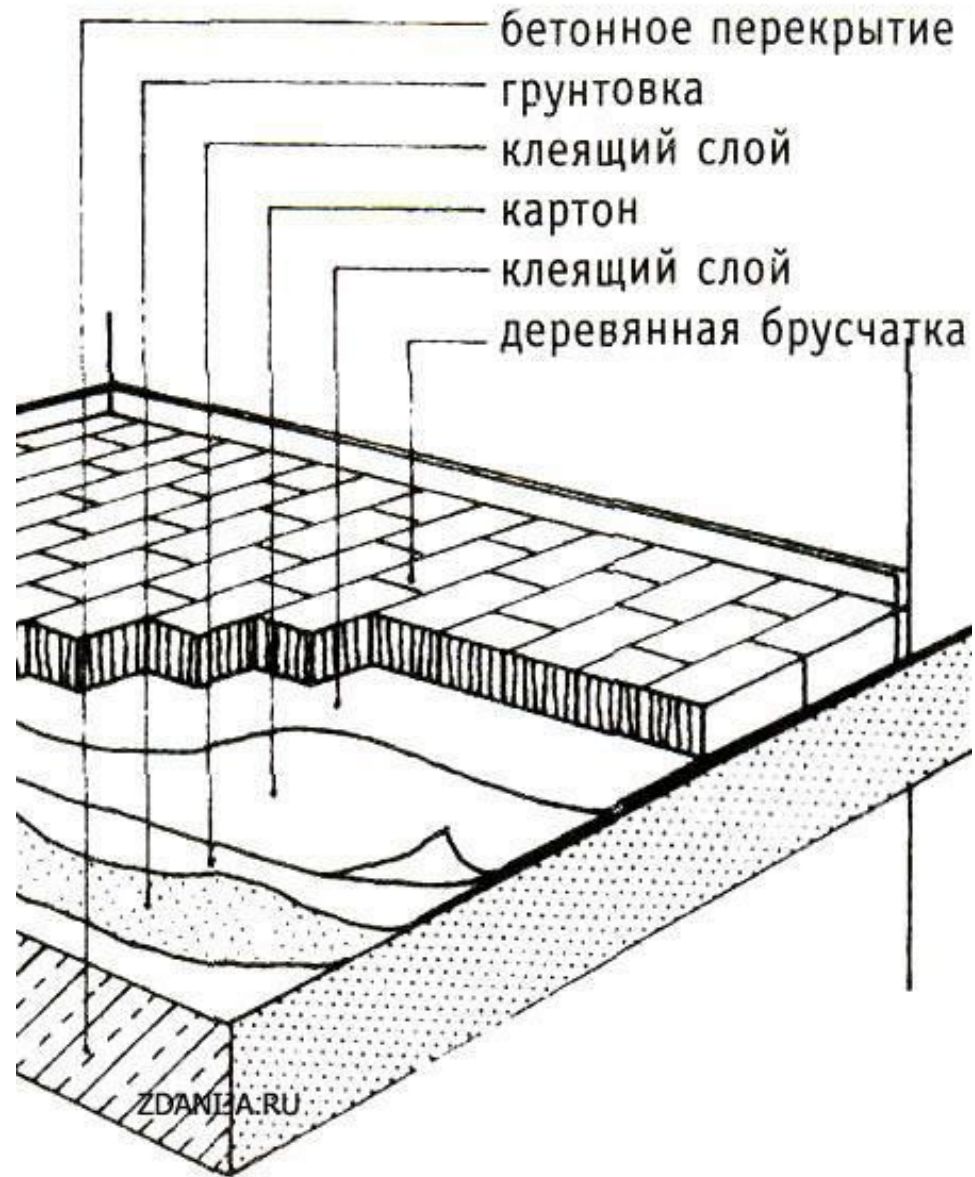 бетонное перекрытие
грунтовка
клеящий слой
картон
клеящий слой
деревянная брусчатка
ZDANIJA.RU